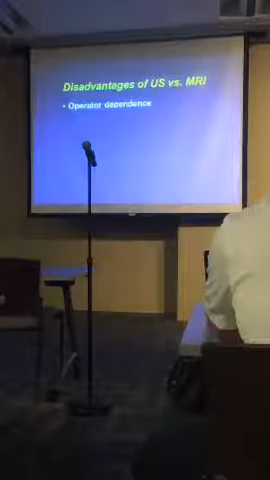 Disadvantages of US vs. MRI
• Operator dependence